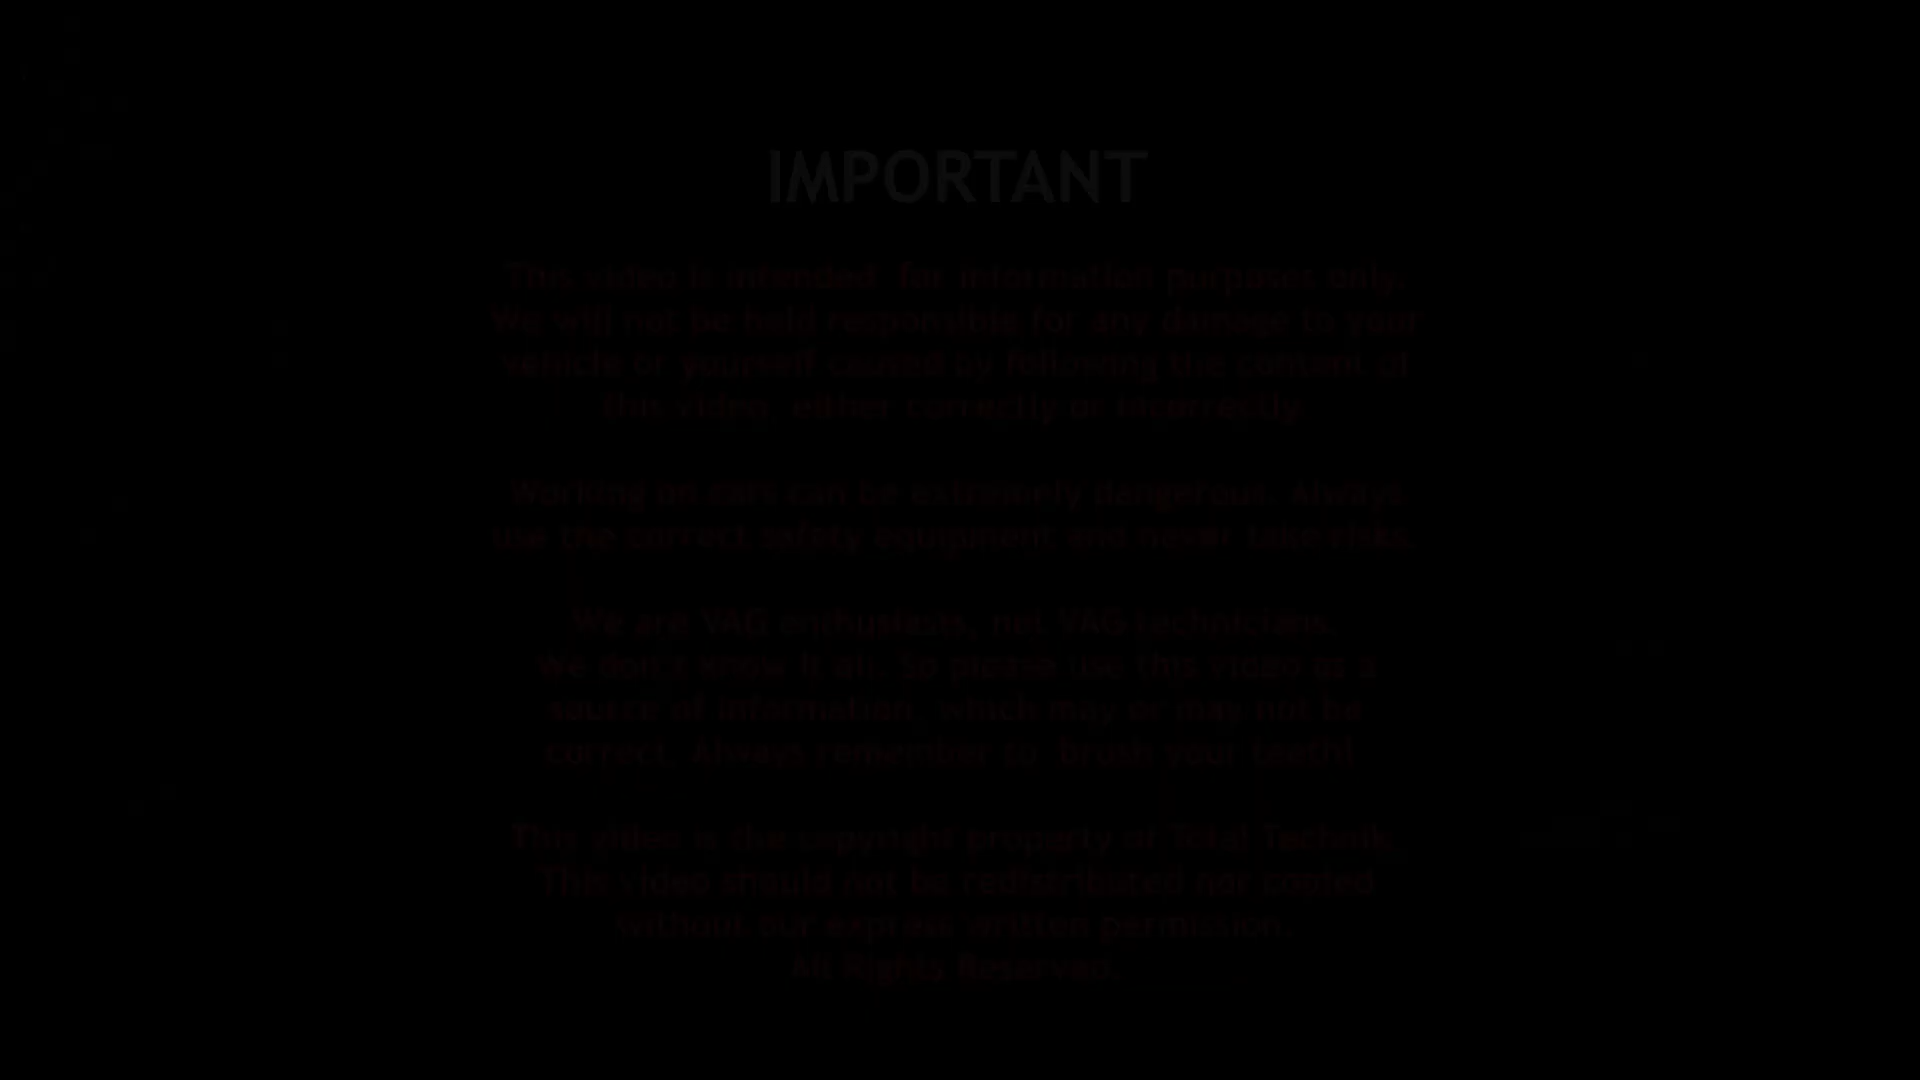 IMPORTANT
This video is intended for information purposes only.
We will not be held responsible for any damage to your
vehicle or yourself caused by following the content of
this video, either correctly or incorrectly.
Working on cars can be extremely dangerous. Always
use the correct safety equipment and never take risks.
We are VAG enthusiasts, not VAG technicians.
We don't know it all. So please use this video as a
source of information, which may or may not be
correct. Always remember to brush your teeth!
This video is the copyright property of Total Technik.
This video should not be redistributed nor copied
without our express written permission.
All Rights Reserved.